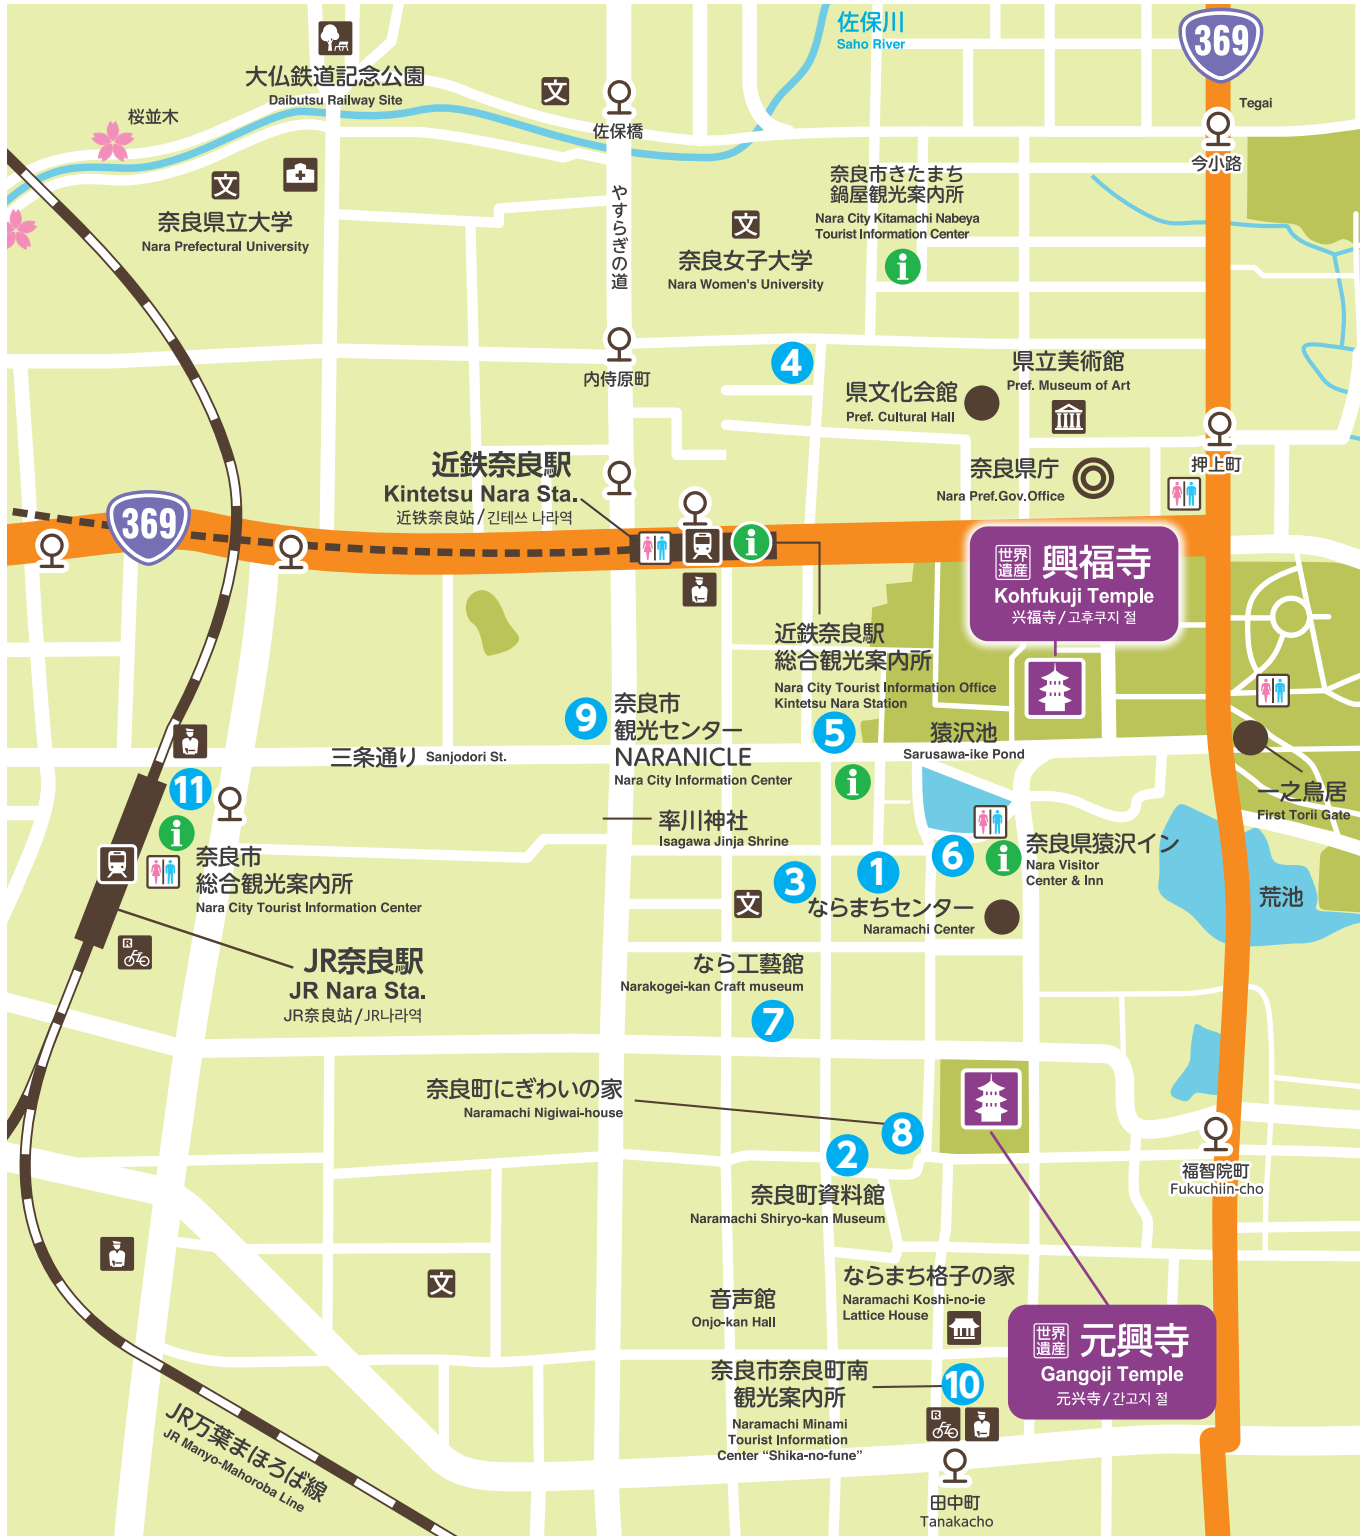 佐保川
Saho River
369
大仏鉄道記念公園
Daibutsu Railway Site
文
佐保橋
Tegai
今小路
桜並木
文
奈良県立大学
Nara Prefectural University
やすらぎの道
文
奈良女子大学
Nara Women's University
奈良市きたまち
鍋屋観光案内所
Nara City Kitamachi Nabeya
Tourist Information Center
i
内侍原町
4
県文化会館
Pref. Cultural Hall
県立美術館
Pref. Museum of Art
奈良県庁
Nara Pref.Gov.Office
押上町
近鉄奈良駅
Kintetsu Nara Sta.
近铁奈良站/긴테쓰 나라역
369
i
世界
遺産
興福寺
Kohfukuji Temple
兴福寺/고후쿠지 절
近鉄奈良駅
総合観光案内所
Nara City Tourist Information Office
Kintetsu Nara Station
9
奈良市
観光センター
NARANICLE
Nara City Information Center
5
i
猿沢池
Sarusawa-ike Pond
三条通り Sanjodori St.
一之鳥居
First Torii Gate
11
i
奈良市
総合観光案内所
Nara City Tourist Information Center
率川神社
Isagawa Jinja Shrine
6
i
奈良県猿沢イン
Nara Visitor
Center & Inn
荒池
文
3
1
ならまちセンター
Naramachi Center
R
JR奈良駅
JR Nara Sta.
JR奈良站/JR나라역
なら工藝館
Narakogei-kan Craft museum
7
奈良町にぎわいの家
Naramachi Nigiwai-house
8
2
奈良町資料館
Naramachi Shiryo-kan Museum
福智院町
Fukuchiin-cho
文
音声館
Onjo-kan Hall
ならまち格子の家
Naramachi Koshi-no-ie
Lattice House
世界
遺産
元興寺
Gangoji Temple
元兴寺/간고지 절
奈良市奈良町南
観光案内所
Naramachi Minami
Tourist Information
Center “Shika-no-fune”
10
R
田中町
Tanakacho
JR万葉まほろば線
JR Manyo-Mahoroba Line